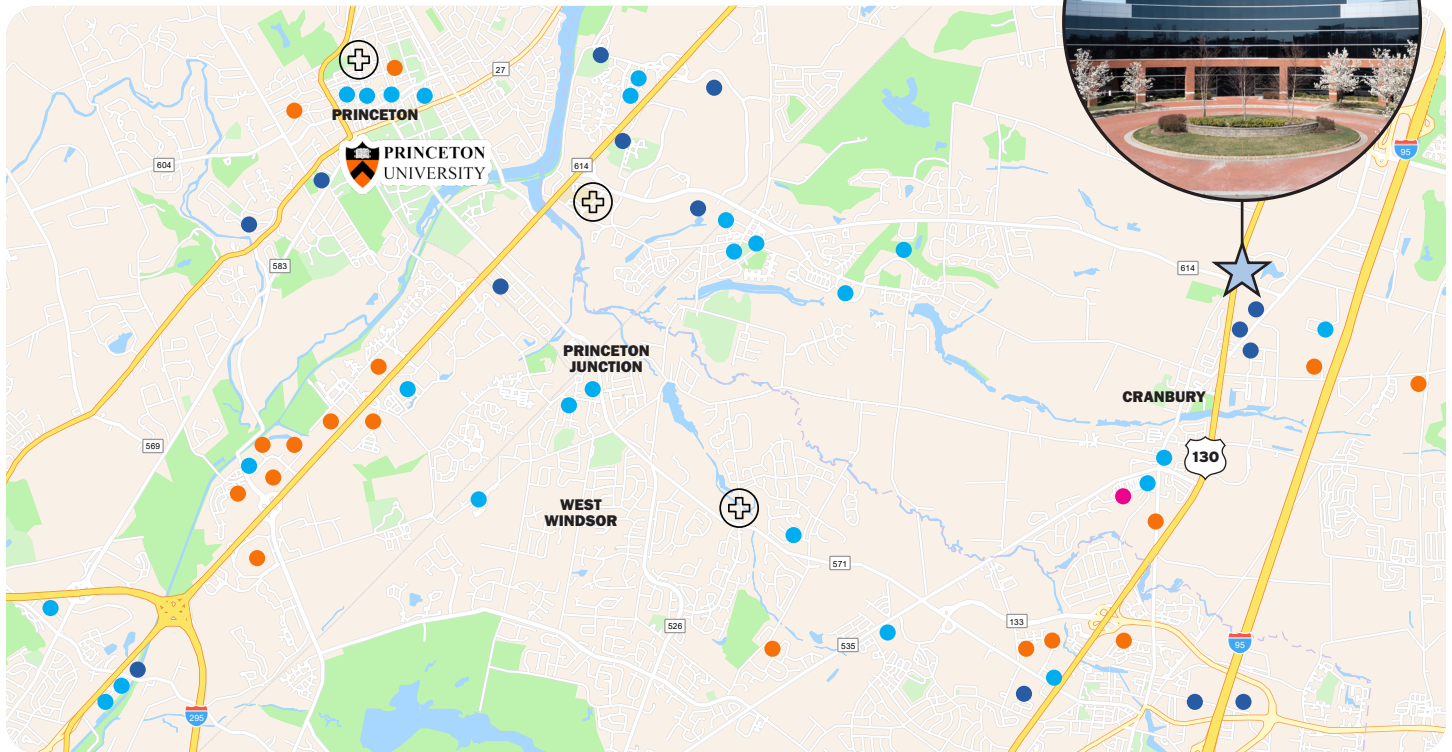 27
PRINCETON
95
604
PRINCETON
UNIVERSITY
614
583
614
PRINCETON
JUNCTION
CRANBURY
569
130
WEST
WINDSOR
571
133
526
535
95
295